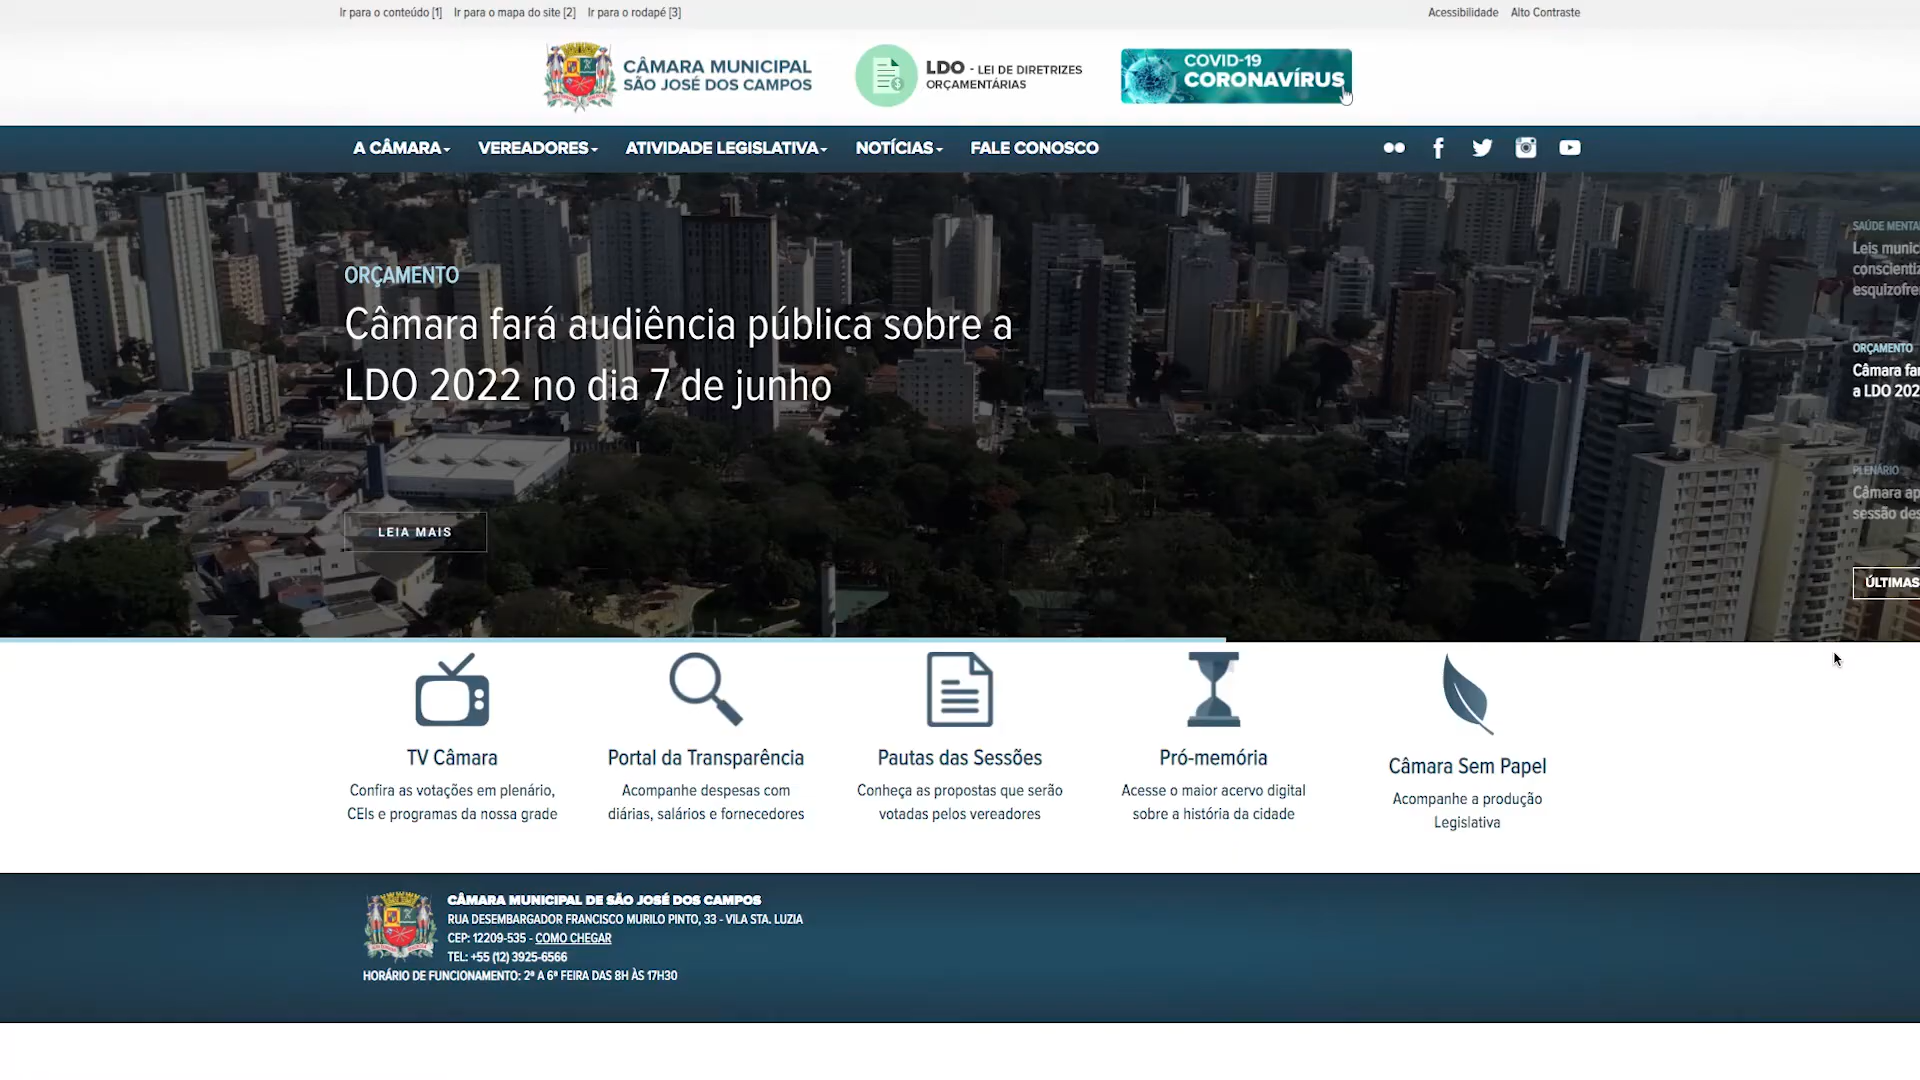 Ir para o conteúdo [1] Ir para o mapa do site [2] Ir para o rodapé [3]
Acessibilidade Alto Contraste
CÂMARA MUNICIPAL
SÃO JOSÉ DOS CAMPOS
LDO - LEI DE DIRETRIZES
ORÇAMENTÁRIAS
COVID-19
CORONAVÍRUS
A CÂMARA VEREADORES ATIVIDADE LEGISLATIVA NOTÍCIAS FALE CONOSCO
ORÇAMENTO
Câmara fará audiência pública sobre a
LDO 2022 no dia 7 de junho
LEIA MAIS
SAÚDE
Leis
ORÇAMENTO
Câmara
a LDO
PLENÁRIO
Câmara
sessão
ÚLTIMAS
TV Câmara
Confira as votações em plenário,
CEIs e programas da nossa grade
Portal da Transparência
Acompanhe despesas com
diárias, salários e fornecedores
Pautas das Sessões
Conheça as propostas que serão
votadas pelos vereadores
Pró-memória
Acesse o maior acervo digital
sobre a história da cidade
Câmara Sem Papel
Acompanhe a produção
Legislativa
CÂMARA MUNICIPAL DE SÃO JOSÉ DOS CAMPOS
RUA DESEMBARGADOR FRANCISCO MURILO PINTO, 33 - VILA STA. LUZIA
CEP: 12209-535 - COMO CHEGAR
TEL: +55 (12) 3925-6566
HORÁRIO DE FUNCIONAMENTO: 2ª A 6ª FEIRA DAS 8H ÀS 17H30